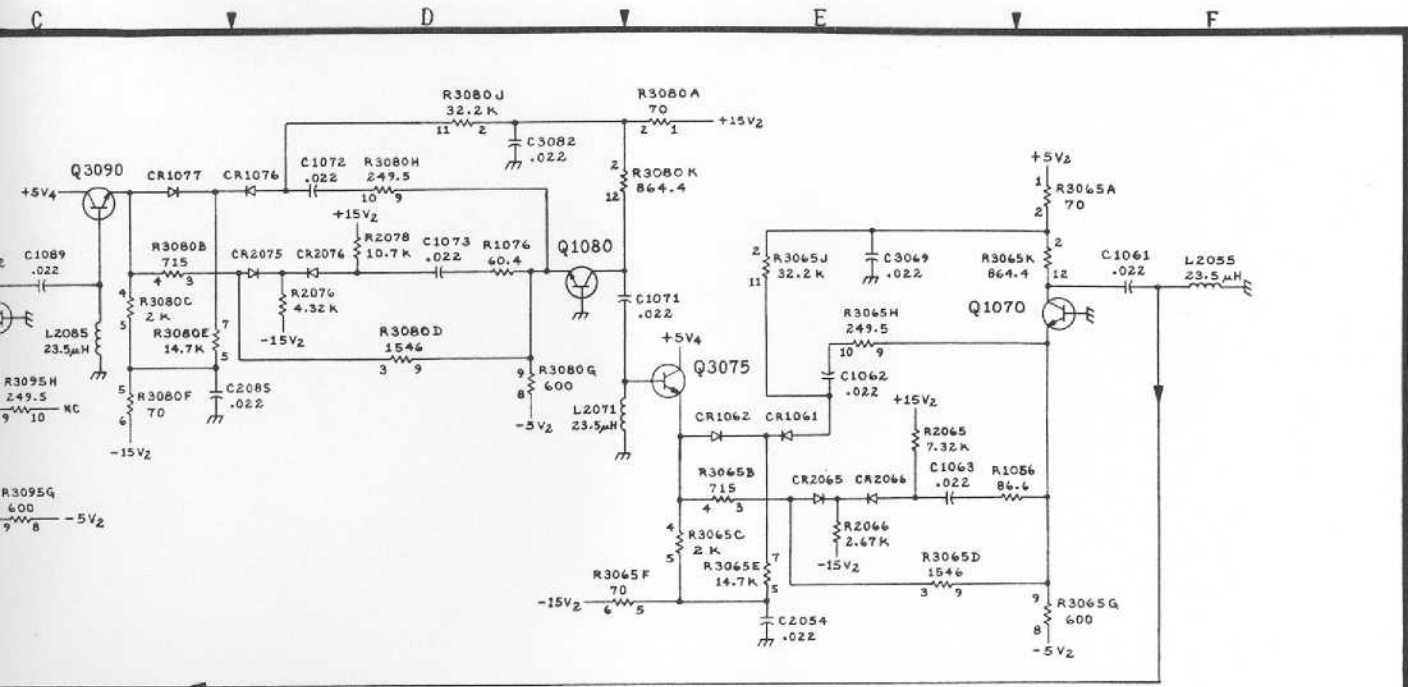 C D E F
R3080J
32.2K
11 2
R3080A
70
2 1
+15V2
C3082
.022
Q3090
+5V4
CR1077
CR1076
C1072
.022
R3080H
249.5
10 9
2
R3080K
864.4
12
+5V2
1
R3065A
70
2
+15V2
R2078
10.7K
C1089
.022
R3080B
715
4 3
CR2075
CR2076
C1073
.022
R1076
60.4
Q1080
2
R3065J
32.2K
11
C3069
.022
2
R3065K
864.4
12
C1061
.022
L2055
23.5µH
4
R3080C
2K
5
R2076
4.32K
-15V2
C1071
.022
Q1070
L2085
23.5µH
R3080E
14.7K
7
5
R3080D
1546
3 9
+5V4
Q3075
R3065H
249.5
10 9
R3095H
249.5
9 10
NC
5
R3080F
70
6
-15V2
C2085
.022
9
R3080G
600
8
-5V2
L2071
23.5µH
C1062
.022
CR1062
CR1061
+15V2
R2065
7.32K
R3095G
600
9 8
-5V2
R3065B
715
4 3
CR2065
CR2066
C1063
.022
R1056
86.6
4
R3065C
2K
5
R2066
2.67K
-15V2
R3065E
14.7K
7
5
R3065D
1546
3 9
R3065F
70
-15V2
6 5
C2054
.022
9
R3065G
600
8
-5V2